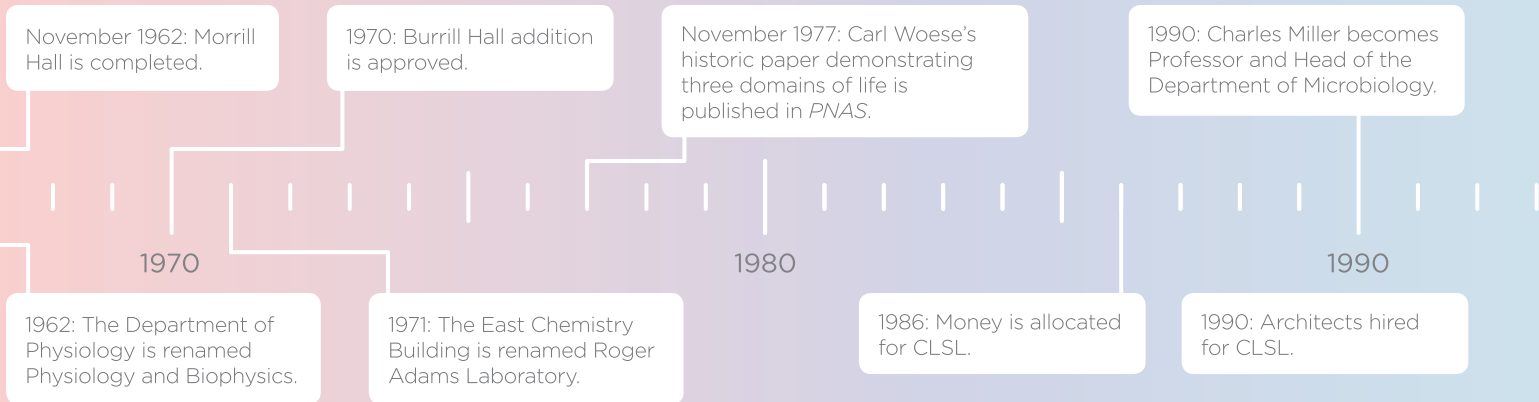 November 1962: Morrill
Hall is completed.
1970: Burrill Hall addition
is approved.
November 1977: Carl Woese’s
historic paper demonstrating
three domains of life is
published in PNAS.
1990: Charles Miller becomes
Professor and Head of the
Department of Microbiology.
1970
1980
1990
1962: The Department of
Physiology is renamed
Physiology and Biophysics.
1971: The East Chemistry
Building is renamed Roger
Adams Laboratory.
1986: Money is allocated
for CLSL.
1990: Architects hired
for CLSL.